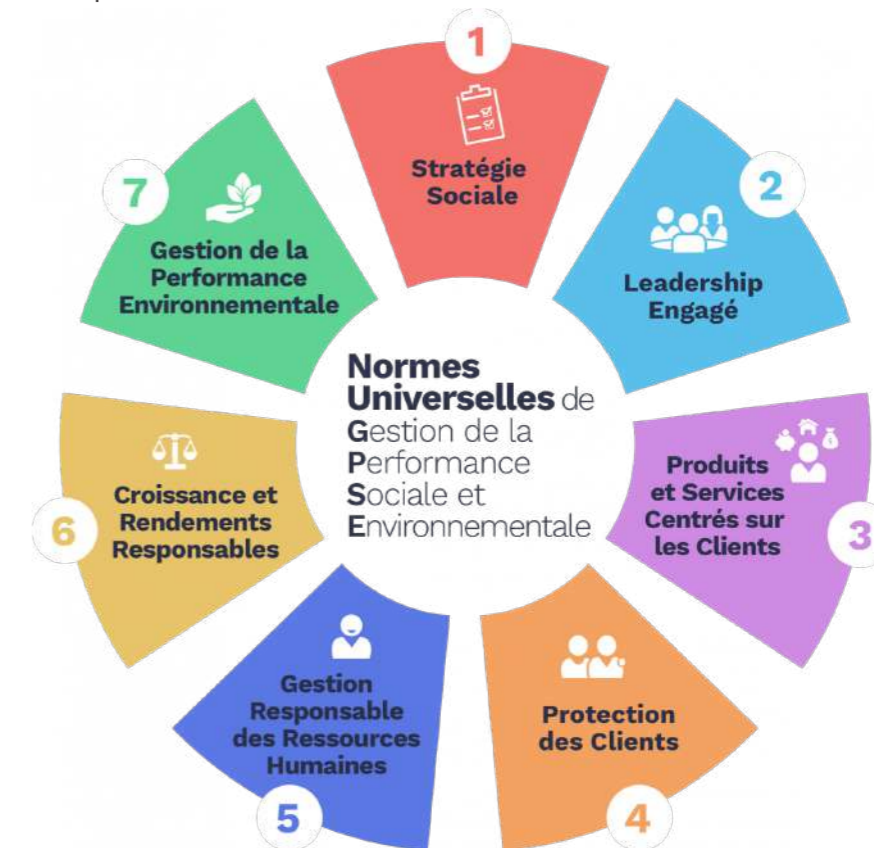 1
Stratégie
Sociale
2
Leadership
Engagé
3
Produits
et Services
Centrés sur
les Clients
4
Protection
des Clients
5
Gestion
Responsable
des Ressources
Humaines
6
Croissance et
Rendements
Responsables
7
Gestion de la
Performance
Environnementale
Normes
Universelles de
Gestion de la
Performance
Sociale et
Environnementale